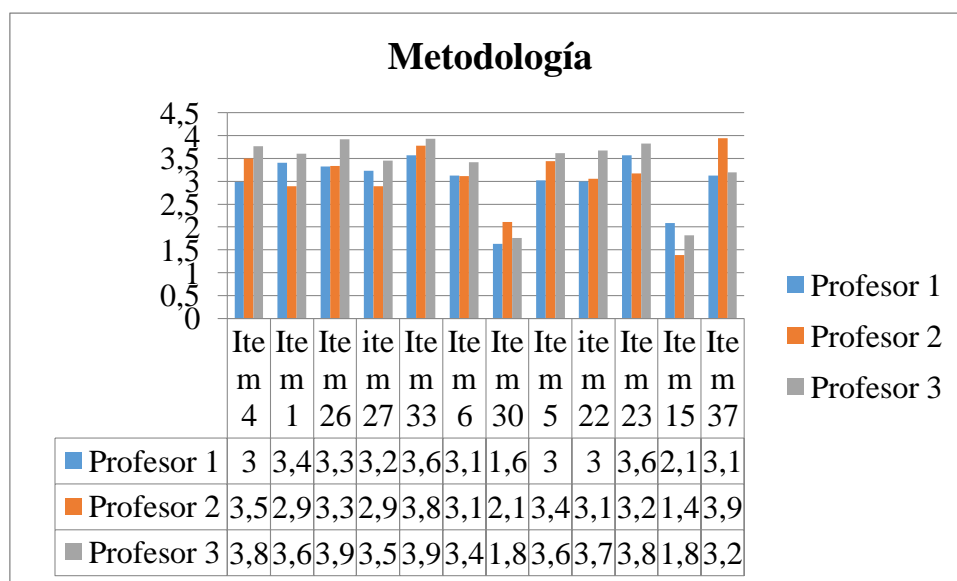 Metodología
4,5
4
3,5
3
2,5
2
1,5
1
0,5
0
Ite Ite Ite ite Ite Ite Ite Ite ite Ite Ite Ite
m m m m m m m m m m m m
4 1 26 27 33 6 30 5 22 23 15 37
Profesor 1 3 3,4 3,3 3,2 3,6 3,1 1,6 3 3 3,6 2,1 3,1
Profesor 2 3,5 2,9 3,3 2,9 3,8 3,1 2,1 3,4 3,1 3,2 1,4 3,9
Profesor 3 3,8 3,6 3,9 3,5 3,9 3,4 1,8 3,6 3,7 3,8 1,8 3,2
Profesor 1
Profesor 2
Profesor 3